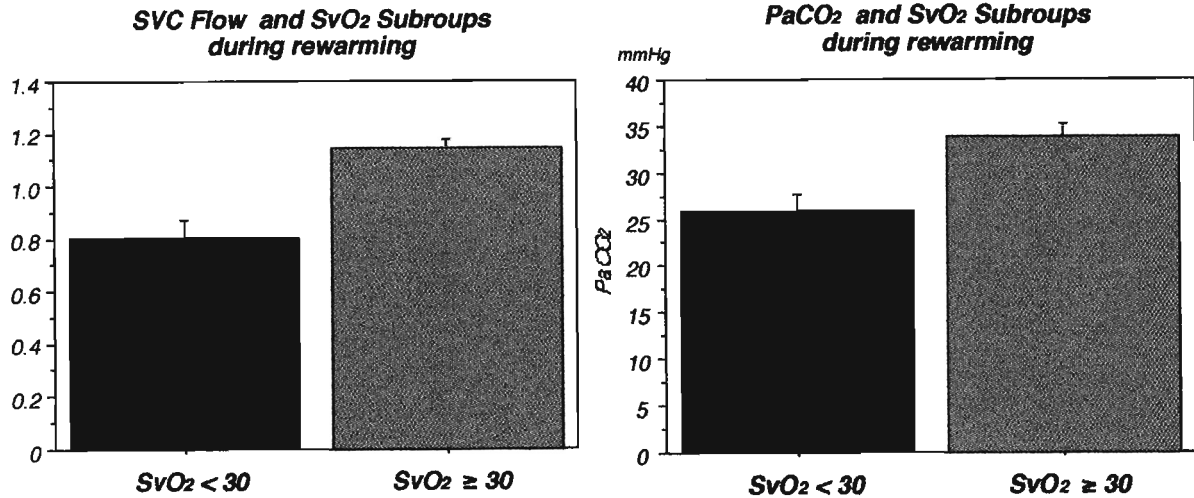 SVC Flow and SvO₂ Subroups
during rewarming
1.4
1.2
1.0
0.8
0.6
0.4
0.2
0
SvO₂ < 30
SvO₂ ≥ 30
PaCO₂ and SvO₂ Subroups
during rewarming
mmHg
40
35
30
25
20
15
10
5
0
PaCO2
SvO₂ < 30
SvO₂ ≥ 30